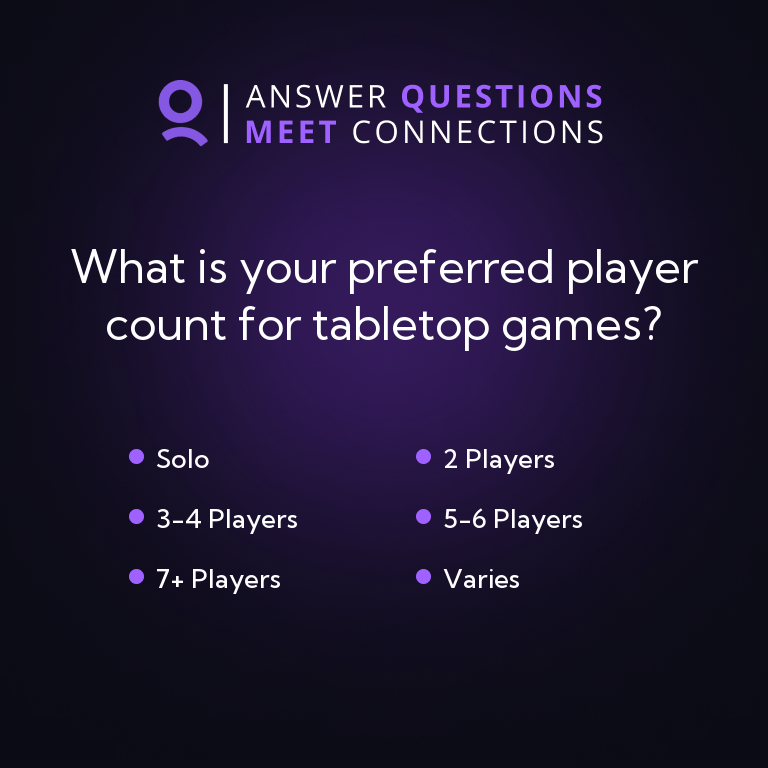 ANSWER QUESTIONS
MEET CONNECTIONS
What is your preferred player
count for tabletop games?
Solo
2 Players
3-4 Players
5-6 Players
7+ Players
Varies